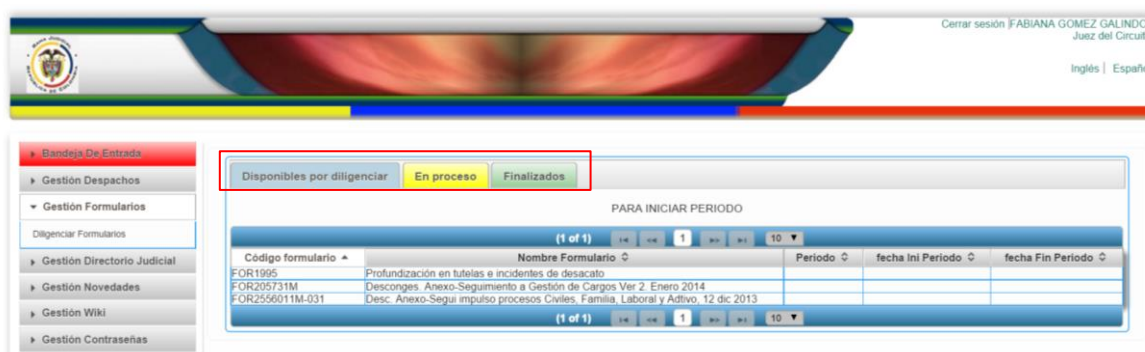 Cerrar sesión |FABIANA GOMEZ GALINDO
Juez del Circuit
Inglés | Españo
Bandeja De Entrada
Gestión Despachos
Gestión Formularios
Diligenciar Formularios
Gestión Directorio Judicial
Gestión Novedades
Gestión Wiki
Gestión Contraseñas
Disponibles por diligenciar En proceso Finalizados
PARA INICIAR PERIODO
(1 of 1) 1 10
Código formulario Nombre Formulario Periodo fecha Ini Periodo fecha Fin Periodo
FOR1995 Profundización en tutelas e incidentes de desacato
FOR205731M Descongen. Anexo-Seguimiento a Gestión de Cargos Ver 2. Enero 2014
FOR2556011M-031 Desc. Anexo-Segui impulso procesos Civiles, Familia, Laboral y Adtivo, 12 dic 2013
(1 of 1) 1 10